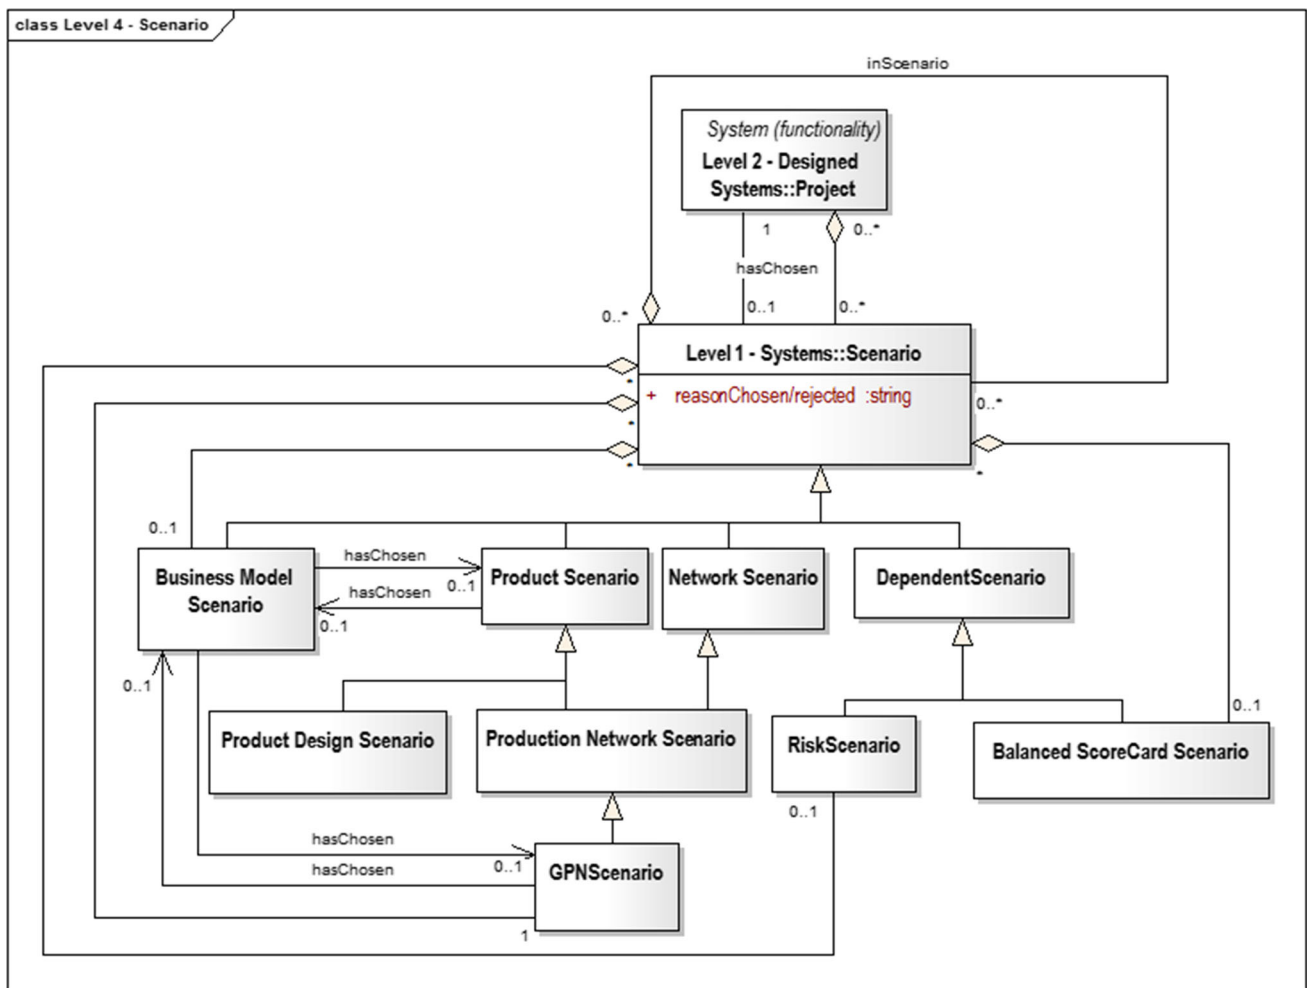 class Level 4 - Scenario
inScenario
System (functionality)
Level 2 - Designed
Systems::Project
1
0..*
hasChosen
0..*
0..1
0..*
Level 1 - Systems::Scenario
*
+ reasonChosen/rejected :string
0..*
*
*
*
0..1
hasChosen
Business Model
Scenario
0..1
hasChosen
0..1
Product Scenario
Network Scenario
DependentScenario
0..1
0..1
Product Design Scenario
Production Network Scenario
RiskScenario
Balanced ScoreCard Scenario
0..1
hasChosen
0..1
hasChosen
GPNScenario
1